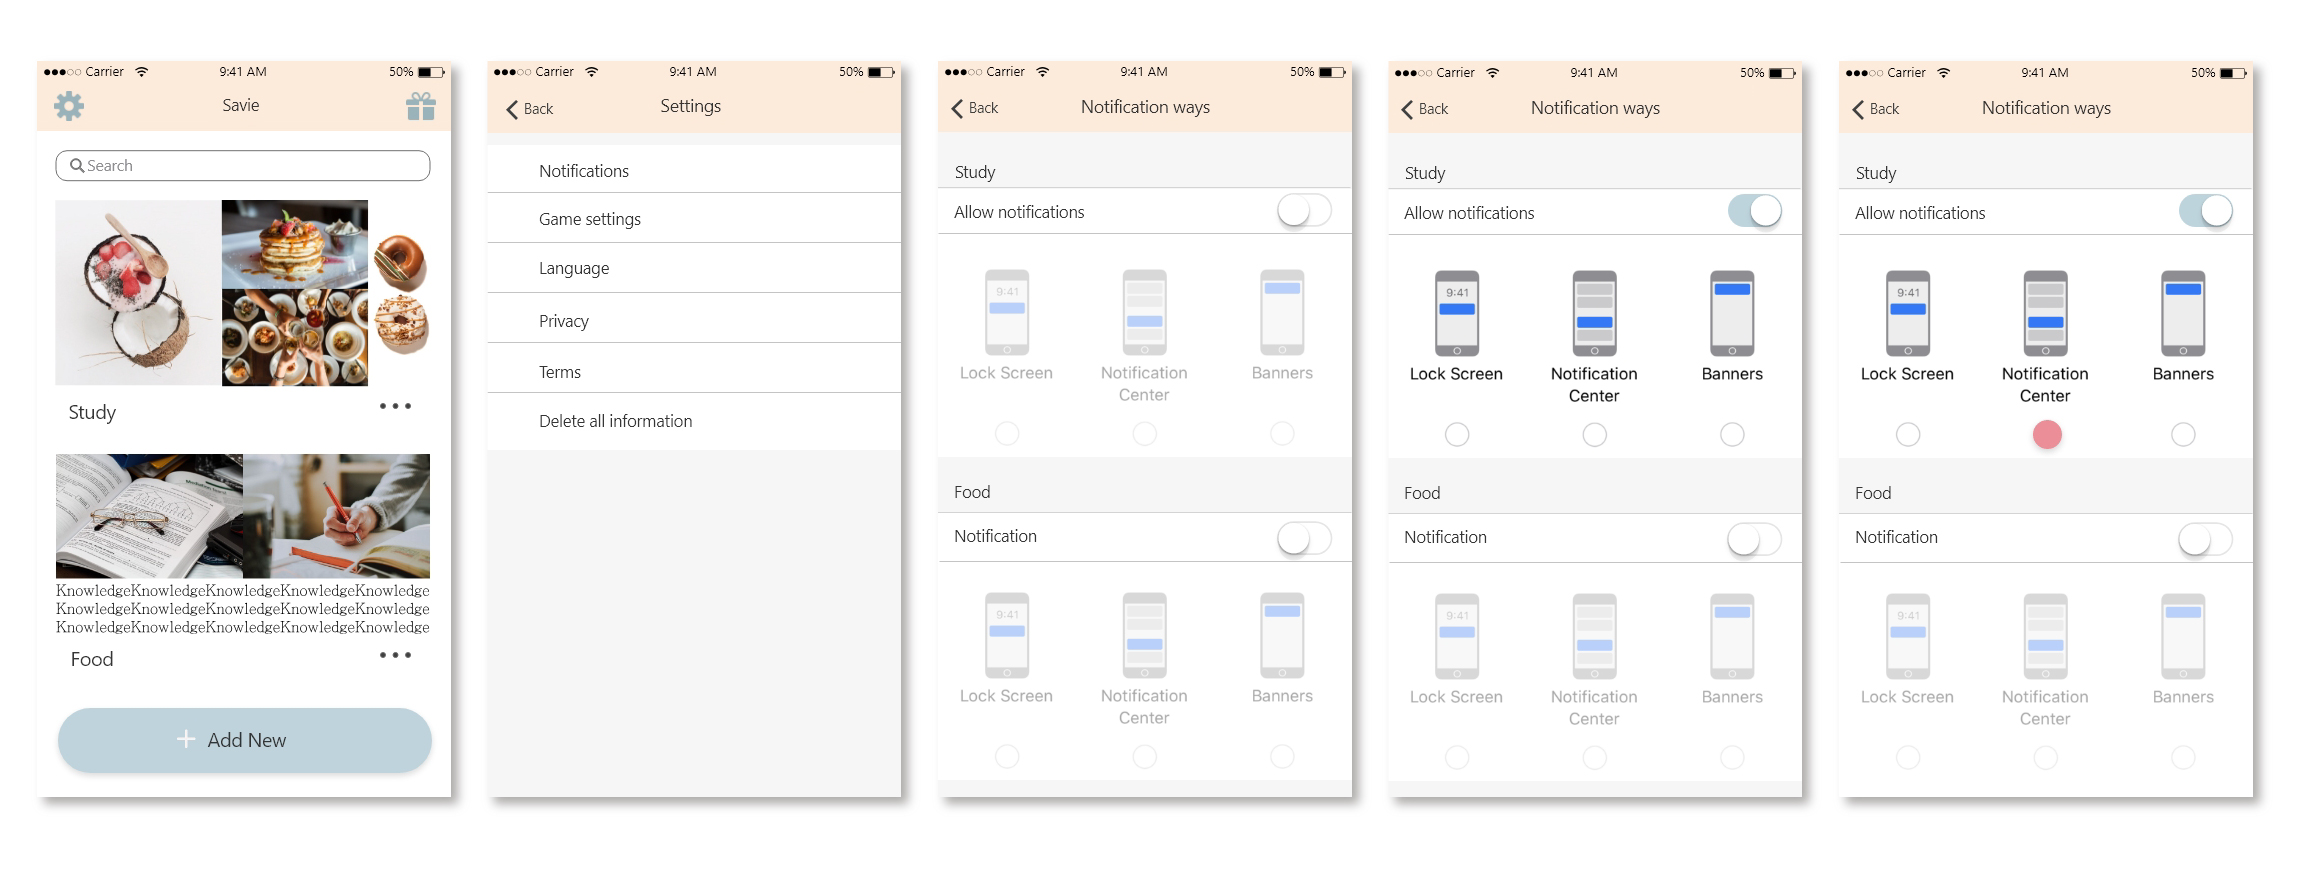 Carrier 9:41 AM 50%
Savie
Search
Study
KnowledgeKnowledgeKnowledgeKnowledgeKnowledge
KnowledgeKnowledgeKnowledgeKnowledgeKnowledge
KnowledgeKnowledgeKnowledgeKnowledgeKnowledge
Food
+ Add New
Carrier 9:41 AM 50%
Back Settings
Notifications
Game settings
Language
Privacy
Terms
Delete all information
Carrier 9:41 AM 50%
Back Notification ways
Study
Allow notifications
9:41
Lock Screen Notification Banners
Center
Food
Notification
9:41
Lock Screen Notification Banners
Center
Carrier 9:41 AM 50%
Back Notification ways
Study
Allow notifications
9:41
Lock Screen Notification Banners
Center
Food
Notification
9:41
Lock Screen Notification Banners
Center
Carrier 9:41 AM 50%
Back Notification ways
Study
Allow notifications
9:41
Lock Screen Notification Banners
Center
Food
Notification
9:41
Lock Screen Notification Banners
Center